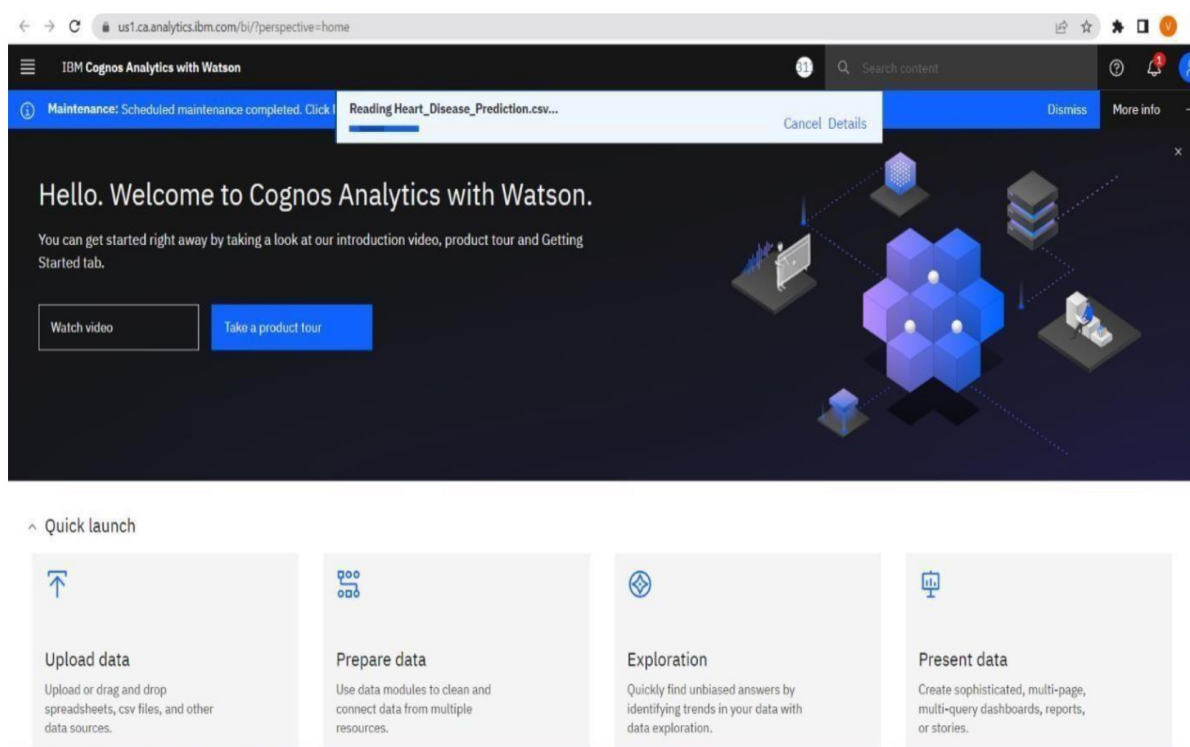 us1.ca.analytics.ibm.com/bi/?perspective=home
V
IBM Cognos Analytics with Watson
Search content
1
Maintenance: Scheduled maintenance completed. Click
Reading Heart_Disease_Prediction.csv...
Cancel Details
Dismiss
More info
Hello. Welcome to Cognos Analytics with Watson.
You can get started right away by taking a look at our introduction video, product tour and Getting
Started tab.
Watch video
Take a product tour
Quick launch
Upload data
Upload or drag and drop
spreadsheets, csv files, and other
data sources.
Prepare data
Use data modules to clean and
connect data from multiple
resources.
Exploration
Quickly find unbiased answers by
identifying trends in your data with
data exploration.
Present data
Create sophisticated, multi-page,
multi-query dashboards, reports,
or stories.